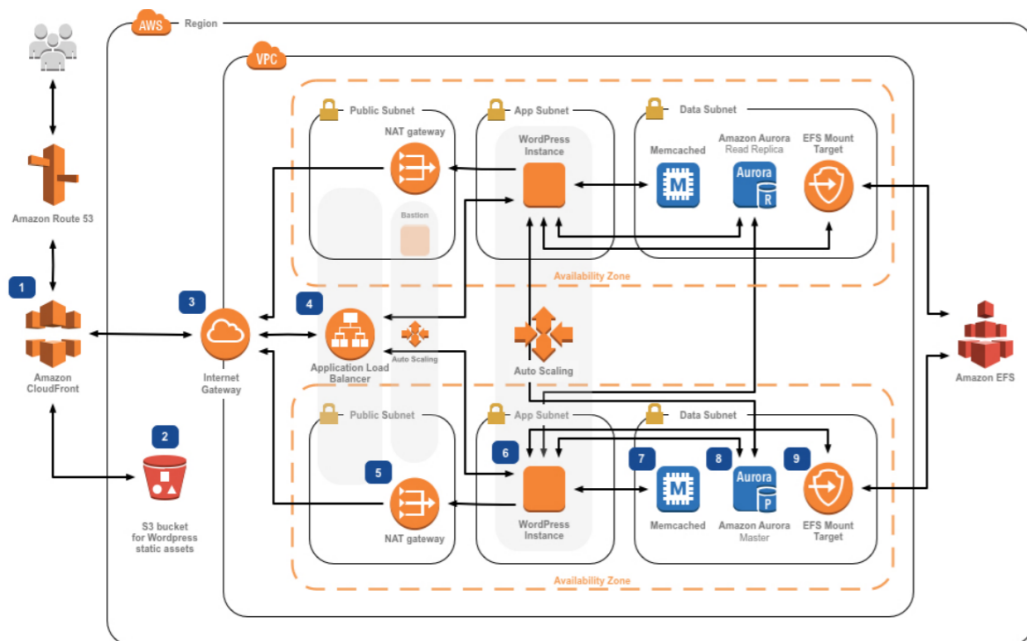 AWS
Region
VPC
Public Subnet
App Subnet
Data Subnet
NAT gateway
WordPress
Instance
Memcached
Amazon Aurora
Read Replica
EFS Mount
Target
M
Aurora
R
Bastion
Availability Zone
Amazon Route 53
1
Amazon
CloudFront
3
Internet
Gateway
4
Application Load
Balancer
Auto Scaling
Auto Scaling
Amazon EFS
2
S3 bucket
for Wordpress
static assets
Public Subnet
App Subnet
Data Subnet
5
NAT gateway
6
WordPress
Instance
7
M
Memcached
8
Aurora
P
Amazon Aurora
Master
9
EFS Mount
Target
Availability Zone